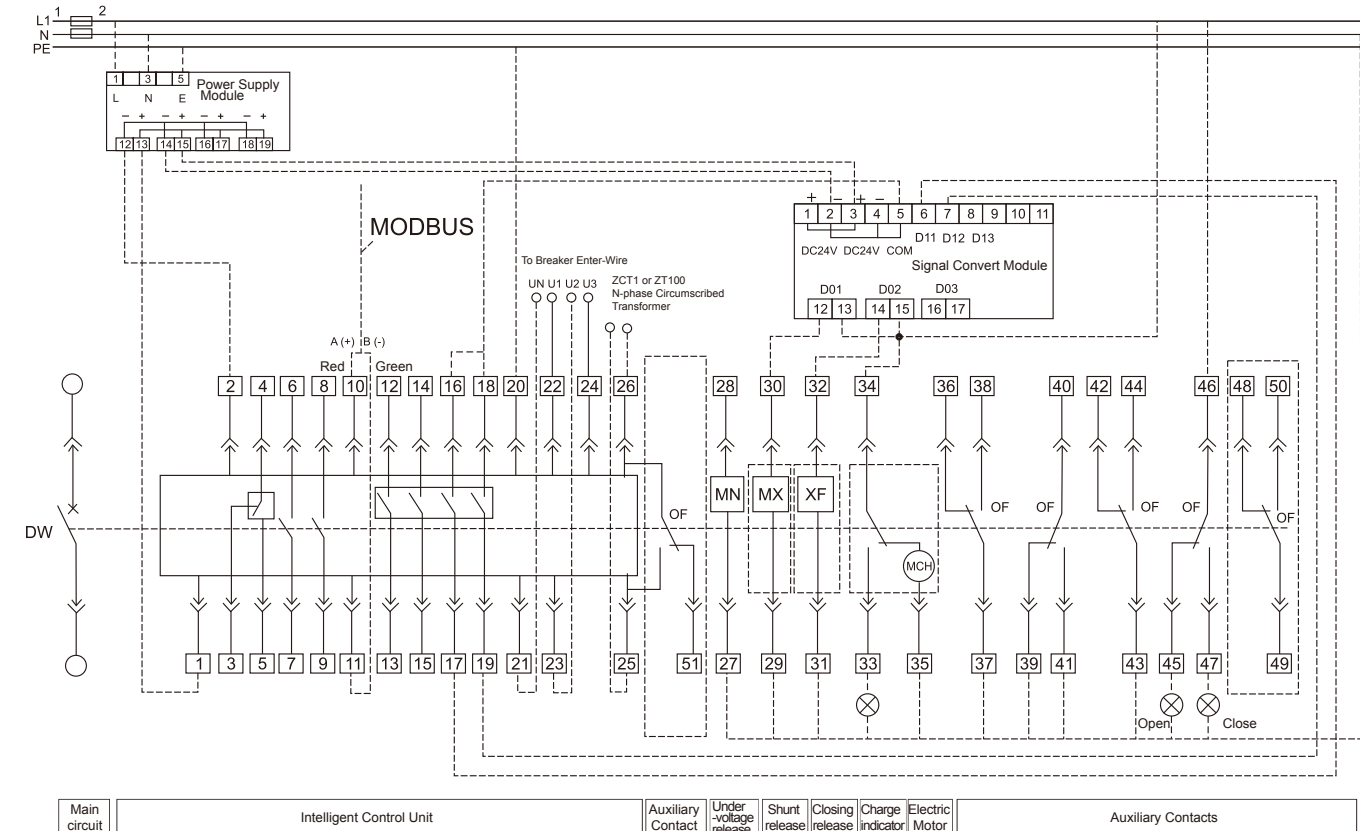 L1 1 2
N
PE
1 3 5
Power Supply
L N E Module
− + − + − + − +
12 13 14 15 16 17 18 19
+ − + −
1 2 3 4 5 6 7 8 9 10 11
D11 D12 D13
DC24V DC24V COM
Signal Convert Module
D01 D02 D03
12 13 14 15 16 17
MODBUS
To Breaker Enter-Wire
UN U1 U2 U3
ZCT1 or ZT100
N-phase Circumscribed
Transformer
A (+) B (-)
Red Green
2 4 6 8 10 12 14 16 18 20 22 24 26 28 30 32 34 36 38 40 42 44 46 48 50
MN MX XF
OF OF OF OF OF OF
DW
MCH
1 3 5 7 9 11 13 15 17 19 21 23 25 51 27 29 31 33 35 37 39 41 43 45 47 49
Open Close
Main
circuit
Intelligent Control Unit
Auxiliary
Contact
Under
-voltage
release
Shunt
release
Closing
release
Charge
indicator
Electric
Motor
Auxiliary Contacts